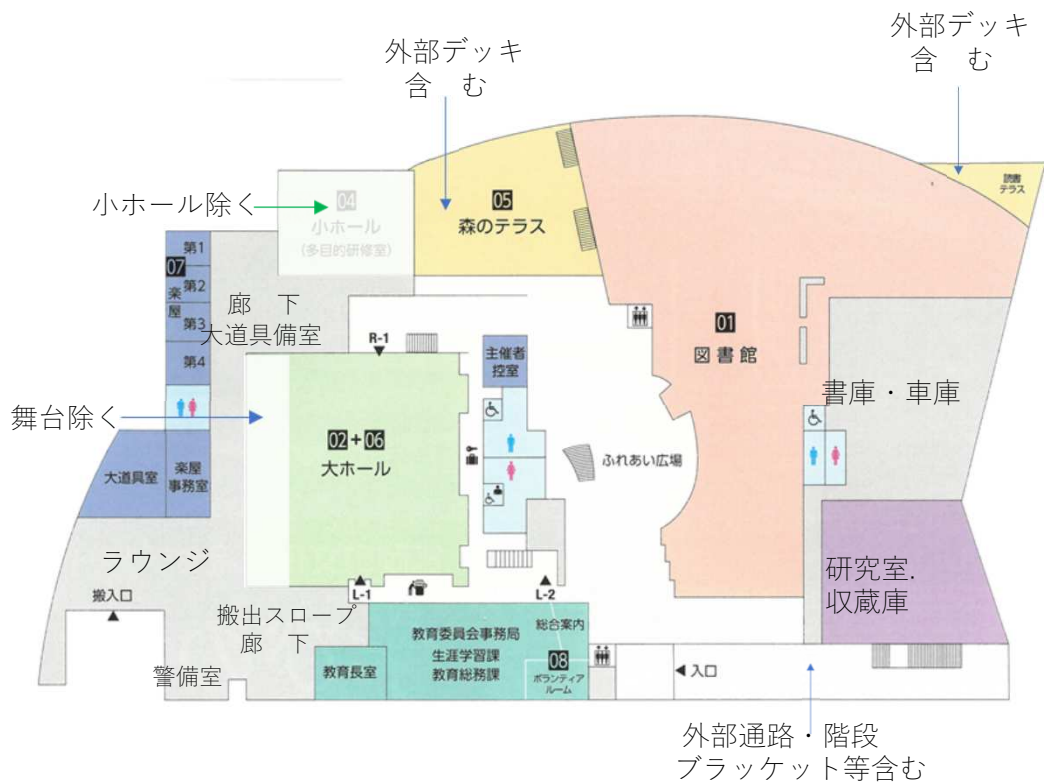 外部デッキ
含　む
外部デッキ
含　む
読書
テラス
小ホール除く
04
小ホール
(多目的研修室)
05
森のテラス
07
楽屋
第1
第2
第3
第4
廊　下
大道具備室
R-1
主催者
控室
01
図書館
書庫・車庫
舞台除く
02+06
大ホール
ふれあい広場
大道具室
楽屋
事務室
ラウンジ
搬入口
搬出スロープ
廊　下
警備室
L-1
L-2
研究室.
収蔵庫
教育委員会事務局
生涯学習課
教育総務課
教育長室
総合案内
08
ボランティア
ルーム
入口
外部通路・階段
ブラッケット等含む